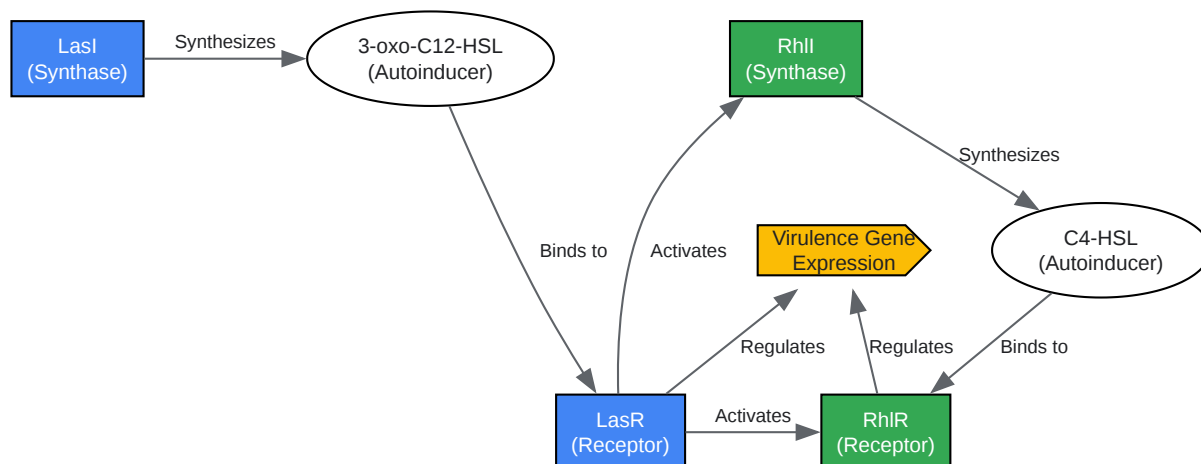 LasI
(Synthase)
Synthesizes
3-oxo-C12-HSL
(Autoinducer)
RhlI
(Synthase)
Synthesizes
Binds to
Activates
Virulence Gene
Expression
C4-HSL
(Autoinducer)
Regulates
Regulates
Binds to
LasR
(Receptor)
Activates
RhlR
(Receptor)